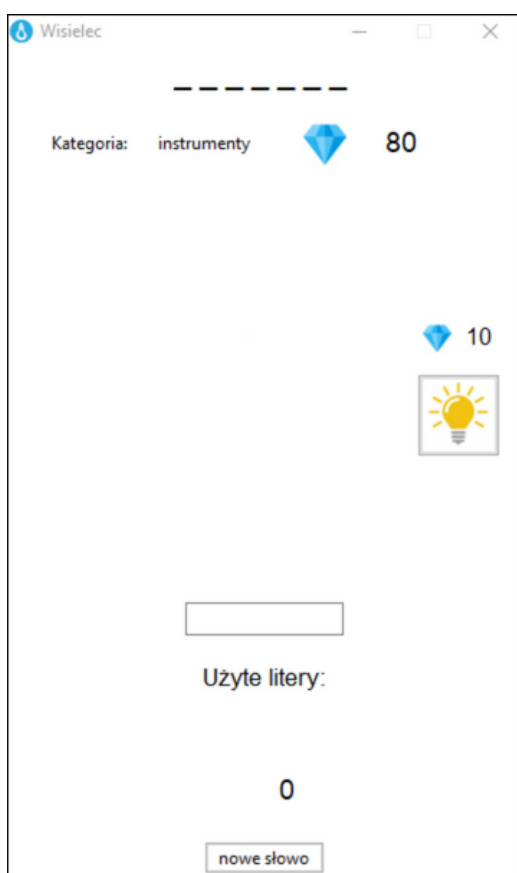 Wisielec
_ _ _ _ _ _ _
Kategoria: instrumenty 80
10
Użyte litery:
0
nowe słowo